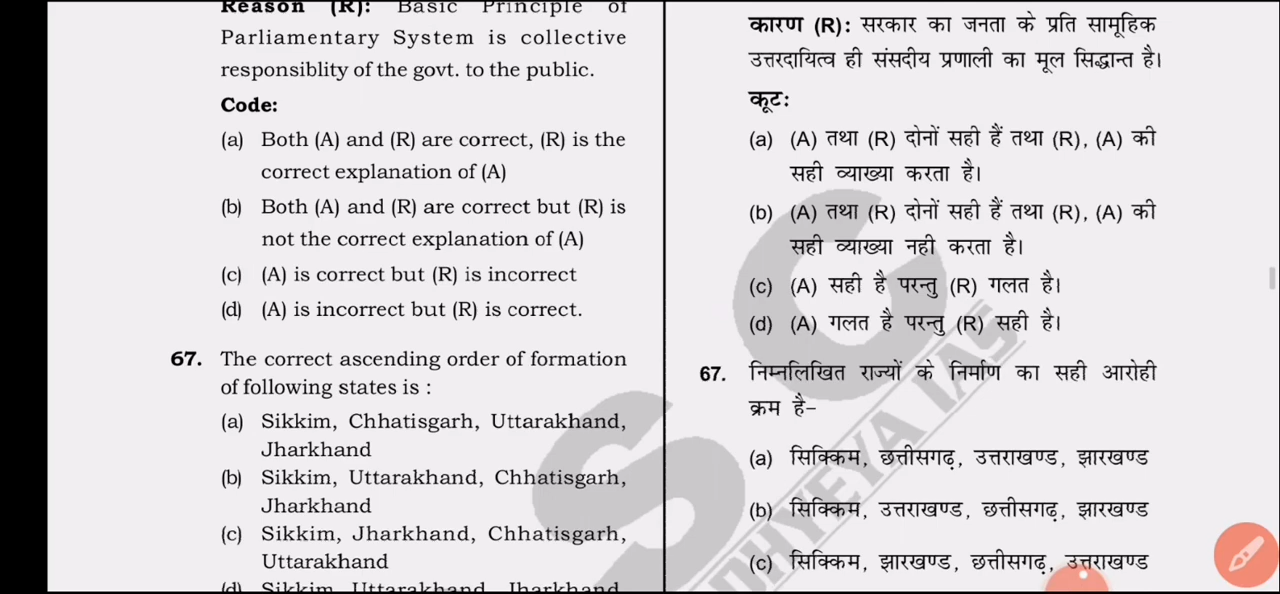 Reason (R): Basic Principle of
Parliamentary System is collective
responsiblity of the govt. to the public.
Code:
(a) Both (A) and (R) are correct, (R) is the
correct explanation of (A)
(b) Both (A) and (R) are correct but (R) is
not the correct explanation of (A)
(c) (A) is correct but (R) is incorrect
(d) (A) is incorrect but (R) is correct.
67. The correct ascending order of formation
of following states is :
(a) Sikkim, Chhatisgarh, Uttarakhand,
Jharkhand
(b) Sikkim, Uttarakhand, Chhatisgarh,
Jharkhand
(c) Sikkim, Jharkhand, Chhatisgarh,
Uttarakhand
(d) Sikkim, Uttarakhand, Jharkhand,
कारण (R): सरकार का जनता के प्रति सामूहिक
उत्तरदायित्व ही संसदीय प्रणाली का मूल सिद्धान्त है।
कूटः
(a) (A) तथा (R) दोनों सही हैं तथा (R), (A) की
सही व्याख्या करता है।
(b) (A) तथा (R) दोनों सही हैं तथा (R), (A) की
सही व्याख्या नही करता है।
(c) (A) सही है परन्तु (R) गलत है।
(d) (A) गलत है परन्तु (R) सही है।
67. निम्नलिखित राज्यों के निर्माण का सही आरोही
क्रम है–
(a) सिक्किम, छत्तीसगढ़, उत्तराखण्ड, झारखण्ड
(b) सिक्किम, उत्तराखण्ड, छत्तीसगढ़, झारखण्ड
(c) सिक्किम, झारखण्ड, छत्तीसगढ़, उत्तराखण्ड